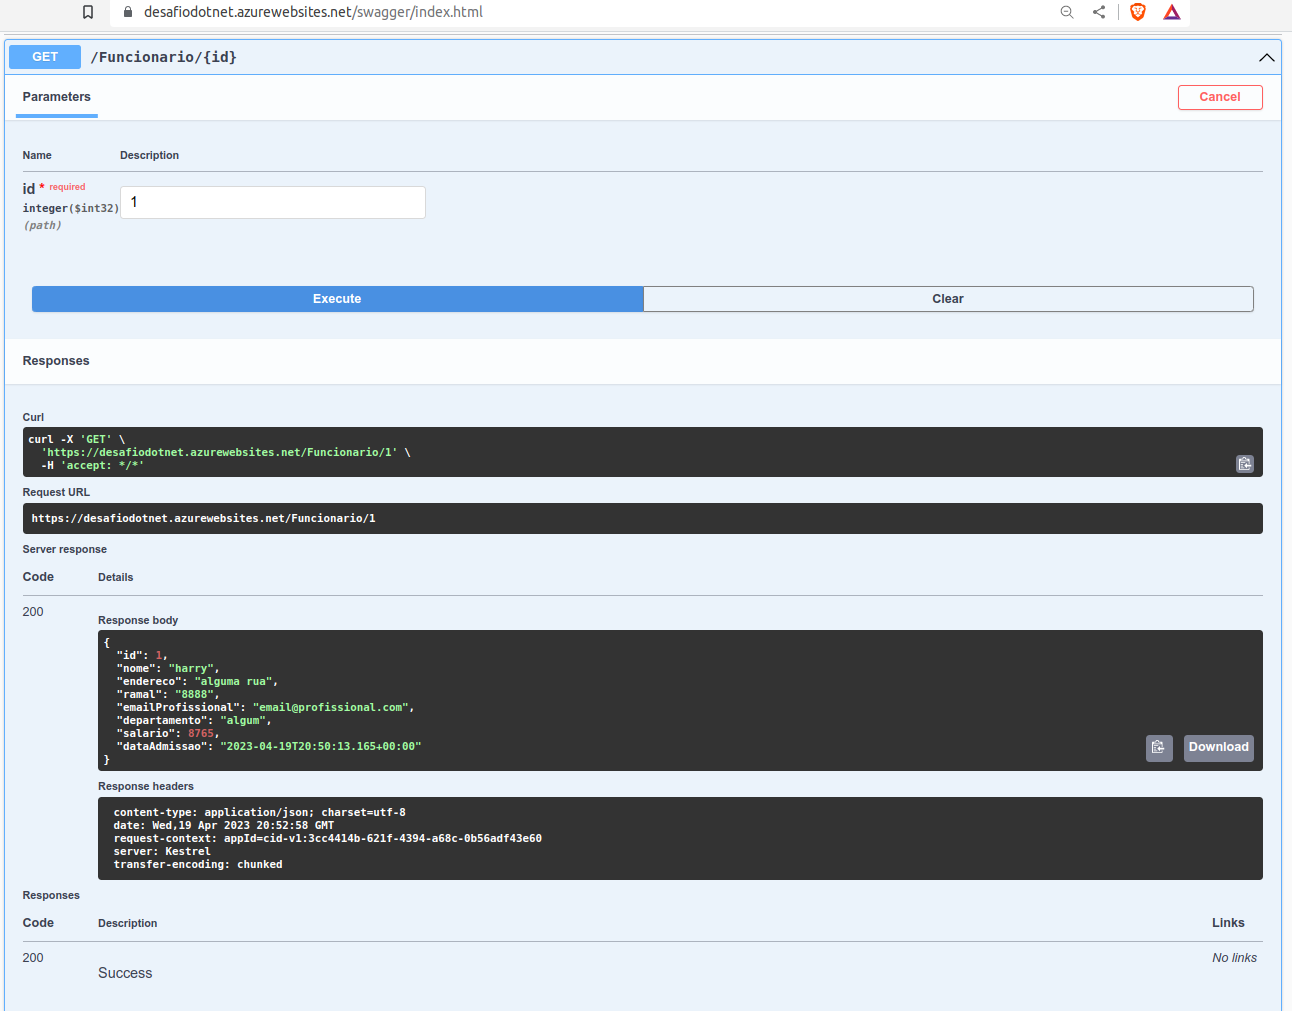 desafiodotnet.azurewebsites.net/swagger/index.html
GET /Funcionario/{id}
Parameters Cancel
Name Description
id * required
integer($int32)
(path)
1
Execute Clear
Responses
Curl
curl -X 'GET' \
'https://desafiodotnet.azurewebsites.net/Funcionario/1' \
-H 'accept: */*'
Request URL
https://desafiodotnet.azurewebsites.net/Funcionario/1
Server response
Code Details
200
Response body
{
"id": 1,
"nome": "harry",
"endereco": "alguma rua",
"ramal": "8888",
"emailProfissional": "email@profissional.com",
"departamento": "algum",
"salario": 8765,
"dataAdmissao": "2023-04-19T20:50:13.165+00:00"
}
Download
Response headers
content-type: application/json; charset=utf-8
date: Wed,19 Apr 2023 20:52:58 GMT
request-context: appId=cid-v1:3cc4414b-621f-4394-a68c-0b56adf43e60
server: Kestrel
transfer-encoding: chunked
Responses
Code Description Links
200 No links
Success